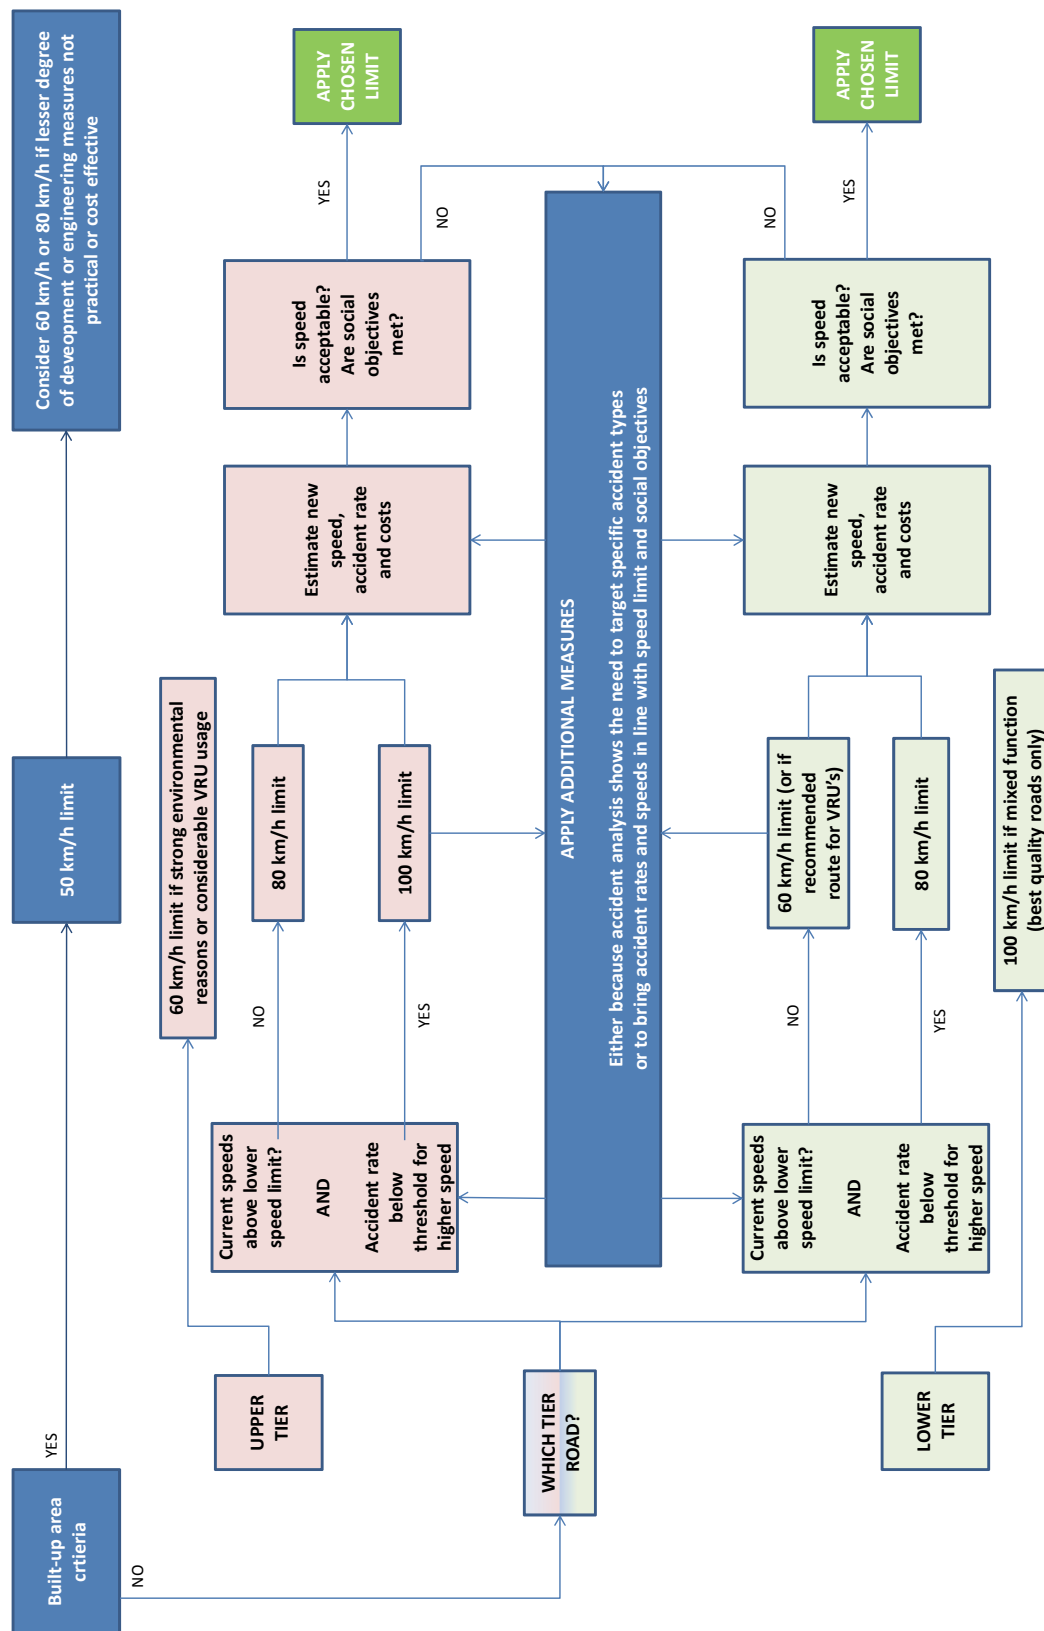 Built-up area
crtieria
YES
50 km/h limit
Consider 60 km/h or 80 km/h if lesser degree
of deveopment or engineering measures not
practical or cost effective
NO
UPPER
TIER
60 km/h limit if strong environmental
reasons or considerable VRU usage
Current speeds
above lower
speed limit?
AND
Accident rate
below
threshold for
higher speed
NO
80 km/h limit
YES
100 km/h limit
Estimate new
speed,
accident rate
and costs
Is speed
acceptable?
Are social
objectives
met?
YES
APPLY
CHOSEN
LIMIT
NO
WHICH TIER
ROAD?
APPLY ADDITIONAL MEASURES
Either because accident analysis shows the need to target specific accident types
or to bring accident rates and speeds in line with speed limit and social objectives
Current speeds
above lower
speed limit?
AND
Accident rate
below
threshold for
higher speed
NO
60 km/h limit (or if
recommended
route for VRU's)
YES
80 km/h limit
Estimate new
speed,
accident rate
and costs
NO
Is speed
acceptable?
Are social
objectives
met?
YES
APPLY
CHOSEN
LIMIT
LOWER
TIER
100 km/h limit if mixed function
(best quality roads only)